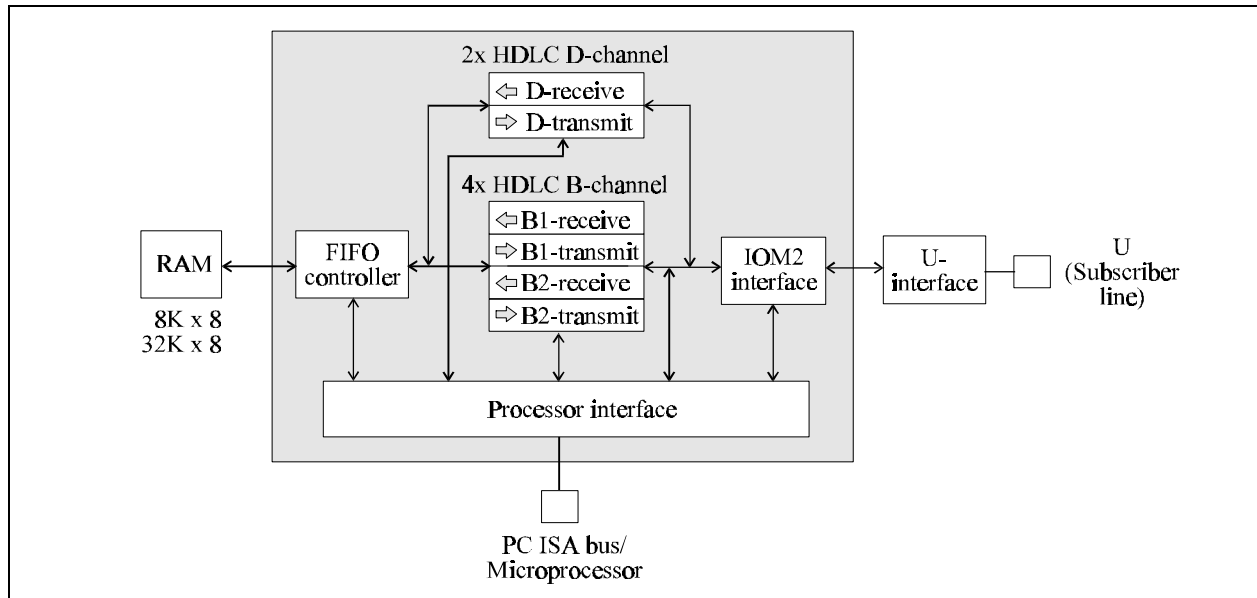 2x HDLC D-channel
D-receive
D-transmit
4x HDLC B-channel
B1-receive
B1-transmit
B2-receive
B2-transmit
RAM
8K x 8
32K x 8
FIFO
controller
IOM2
interface
U-
interface
U
(Subscriber
line)
Processor interface
PC ISA bus/
Microprocessor